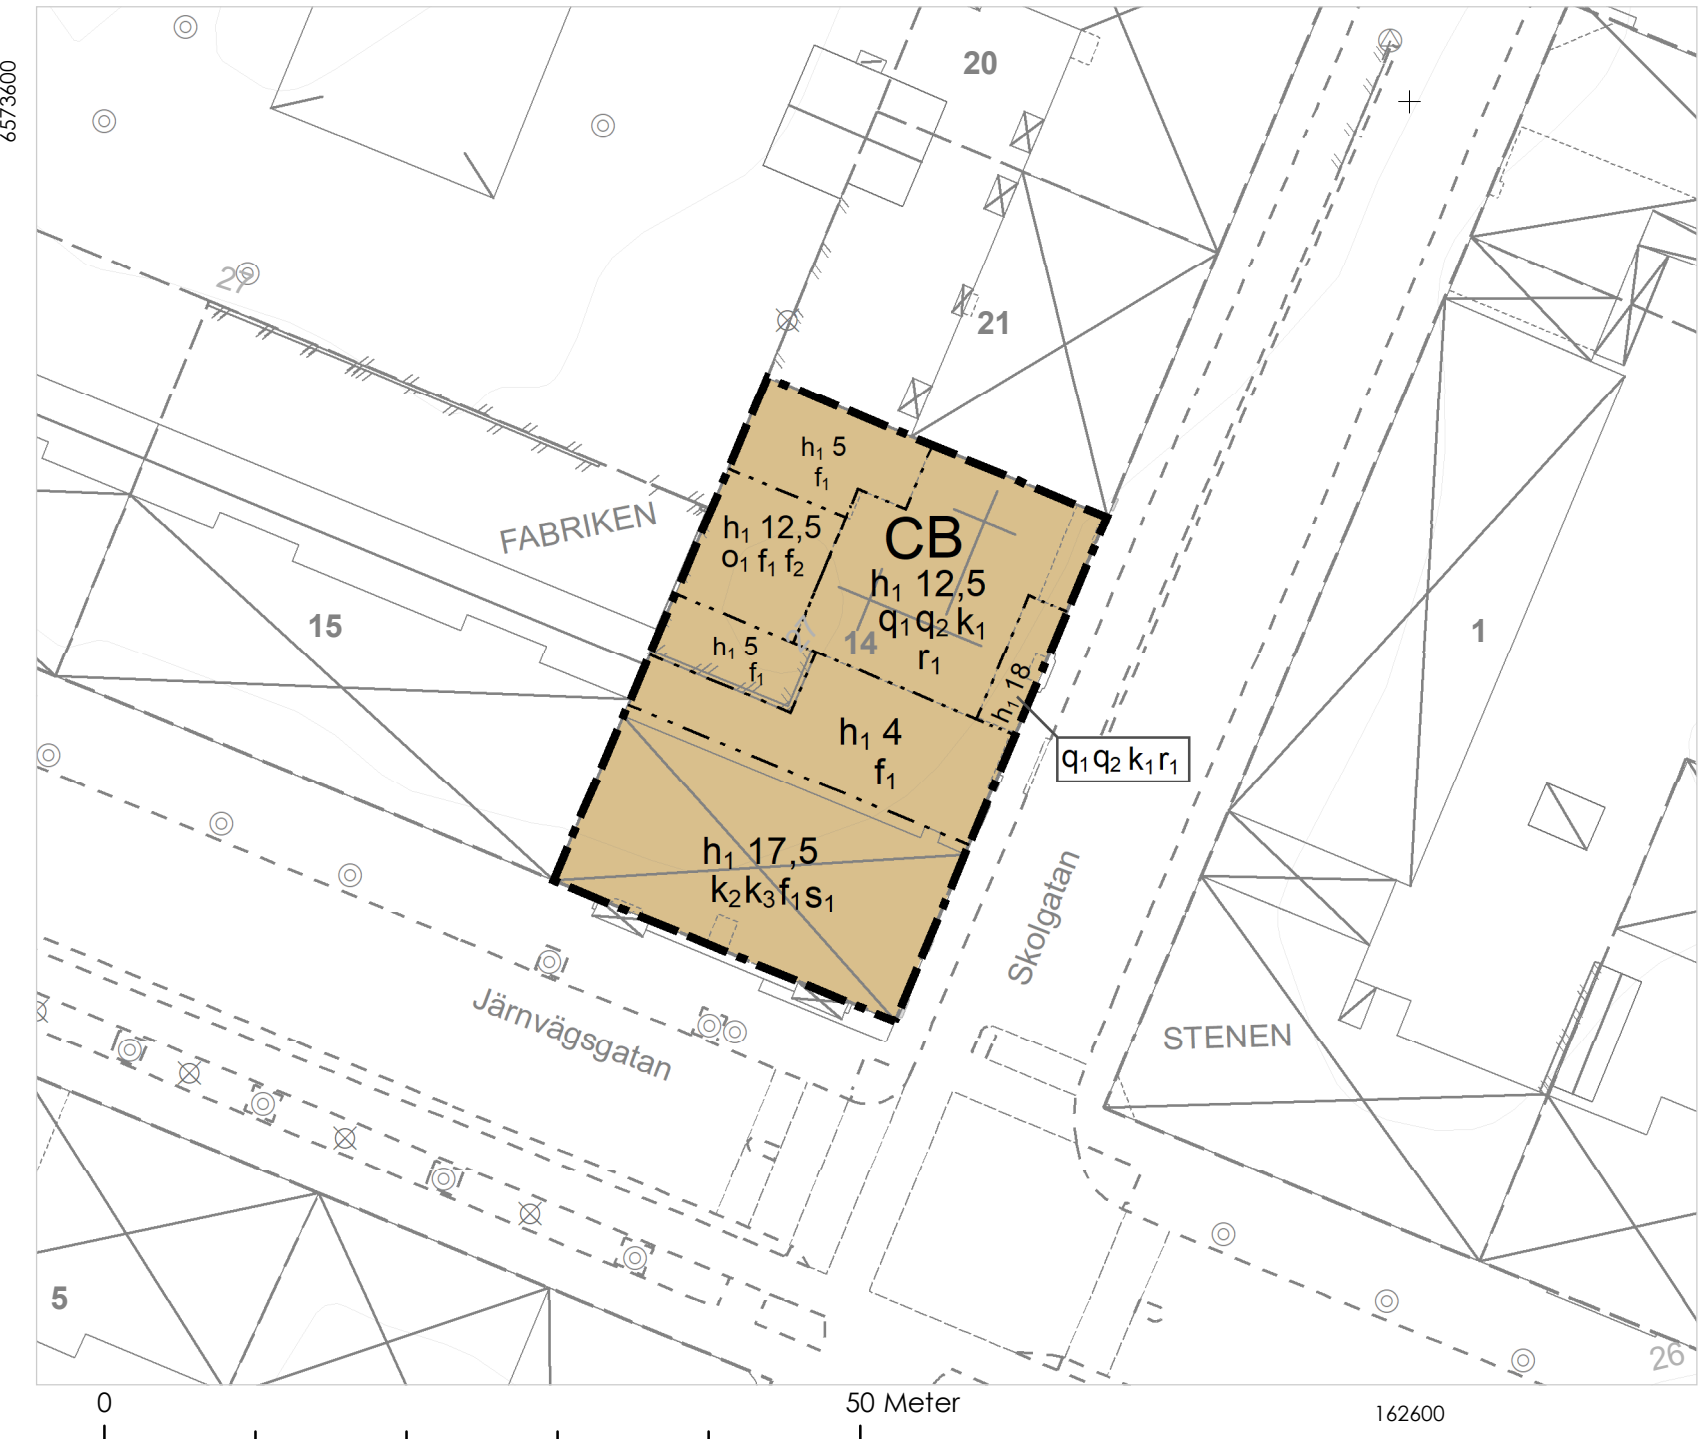 6573600
20
27
21
FABRIKEN
15
h₁ 5
f₁
h₁ 12,5
o₁ f₁ f₂
CB
h₁ 12,5
q₁ q₂ k₁
r₁
14
h₁ 5
f₁
h₁ 18
q₁ q₂ k₁ r₁
h₁ 4
f₁
h₁ 17,5
k₂ k₃ f₁ s₁
1
Skolgatan
Järnvägsgatan
STENEN
5
26
0
50 Meter
162600